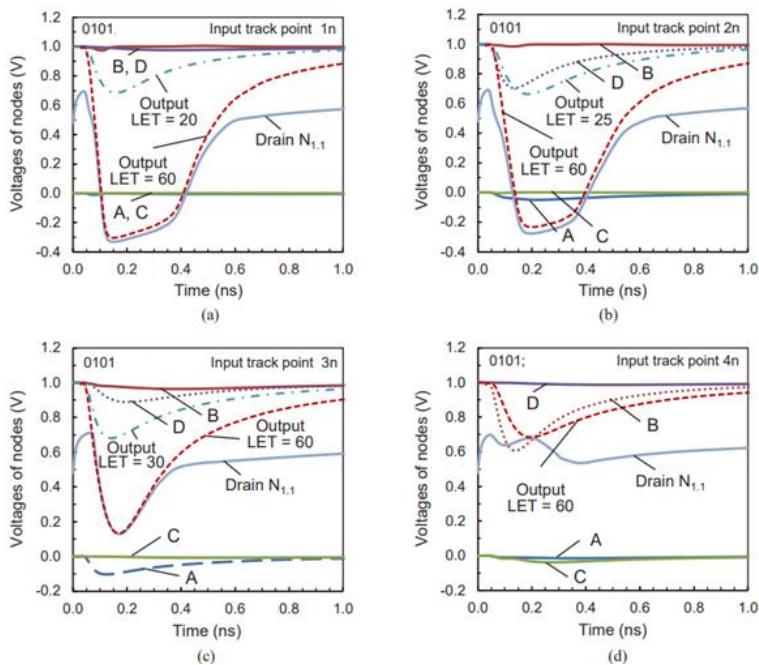 0101.
Input track point 1n
Voltages of nodes (V)
1.2
1.0
0.8
0.6
0.4
0.2
0.0
-0.2
-0.4
B, D
Output
LET = 20
Drain N1.1
Output
LET = 60
A, C
0.0 0.2 0.4 0.6 0.8 1.0
Time (ns)
(a)
0101
Input track point 2n
Voltages of nodes (V)
1.2
1.0
0.8
0.6
0.4
0.2
0.0
-0.2
-0.4
B
D
Output
LET = 25
Drain N1.1
Output
LET = 60
C
A
0.0 0.2 0.4 0.6 0.8 1.0
Time (ns)
(b)
0101
Input track point 3n
Voltages of nodes (V)
1.2
1.0
0.8
0.6
0.4
0.2
0.0
-0.2
B
D
Output
LET = 60
Output
LET = 30
Drain N1.1
C
A
0.0 0.2 0.4 0.6 0.8 1.0
Time (ns)
(c)
0101;
Input track point 4n
Voltages of nodes (V)
1.2
1.0
0.8
0.6
0.4
0.2
0.0
-0.2
D
B
Output
LET = 60
Drain N1.1
A
C
0.0 0.2 0.4 0.6 0.8 1.0
Time (ns)
(d)